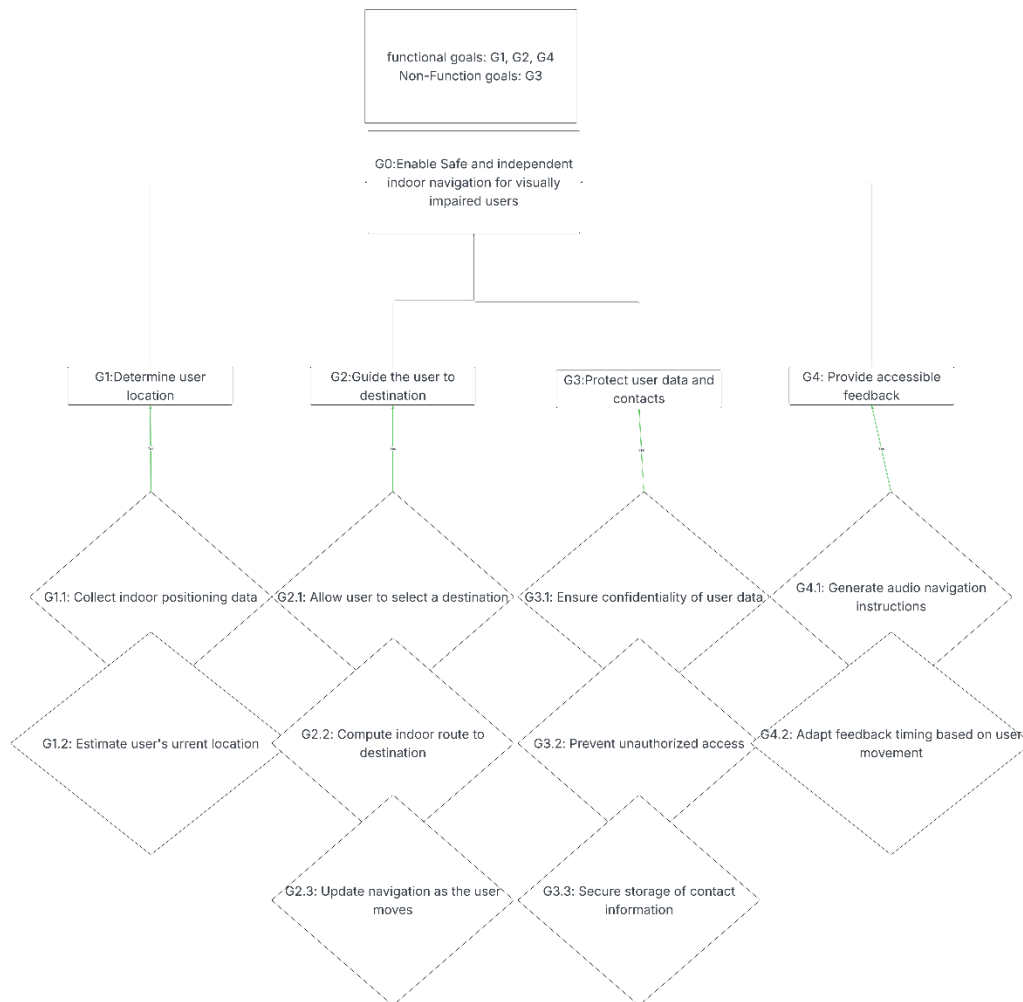 functional goals: G1, G2, G4
Non-Function goals: G3
G0:Enable Safe and independent
indoor navigation for visually
impaired users
G1:Determine user
location
G2:Guide the user to
destination
G3:Protect user data and
contacts
G4: Provide accessible
feedback
G1.1: Collect indoor positioning data
G2.1: Allow user to select a destination
G3.1: Ensure confidentiality of user data
G4.1: Generate audio navigation
instructions
G1.2: Estimate user's urrent location
G2.2: Compute indoor route to
destination
G3.2: Prevent unauthorized access
G4.2: Adapt feedback timing based on user
movement
G2.3: Update navigation as the user
moves
G3.3: Secure storage of contact
information